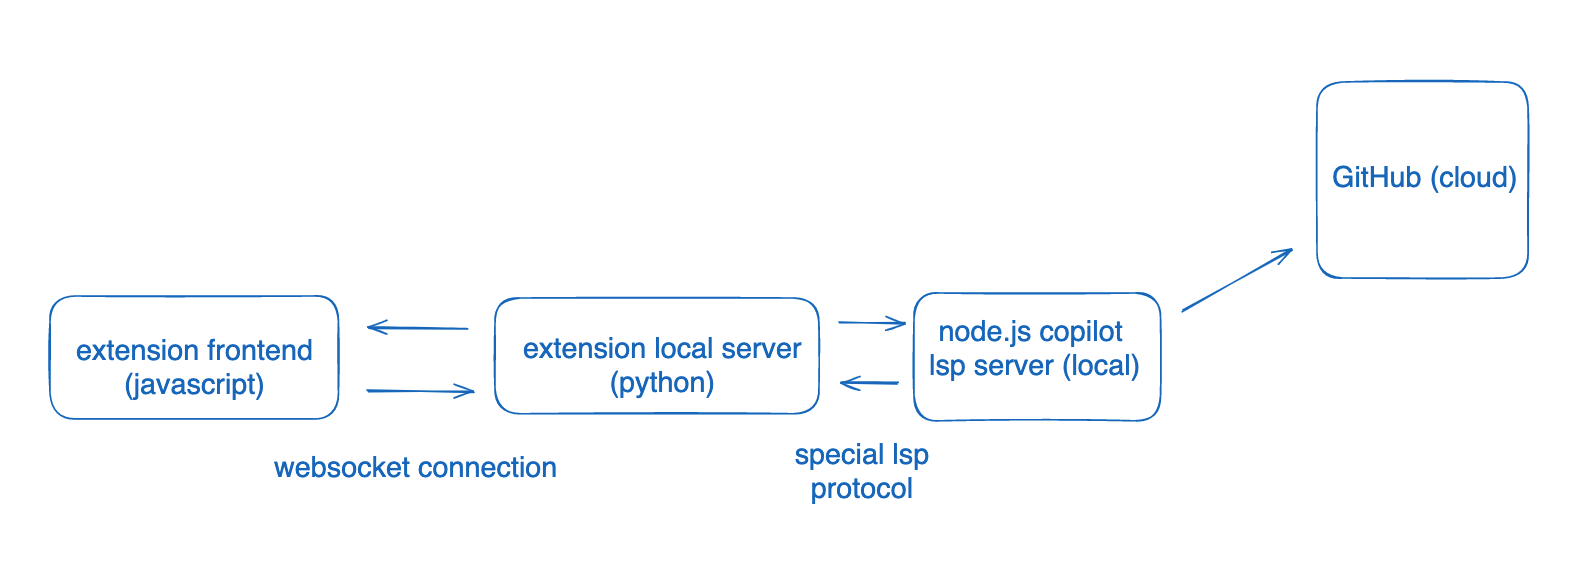 GitHub (cloud)
extension frontend
(javascript)
extension local server
(python)
node.js copilot
lsp server (local)
websocket connection
special lsp
protocol